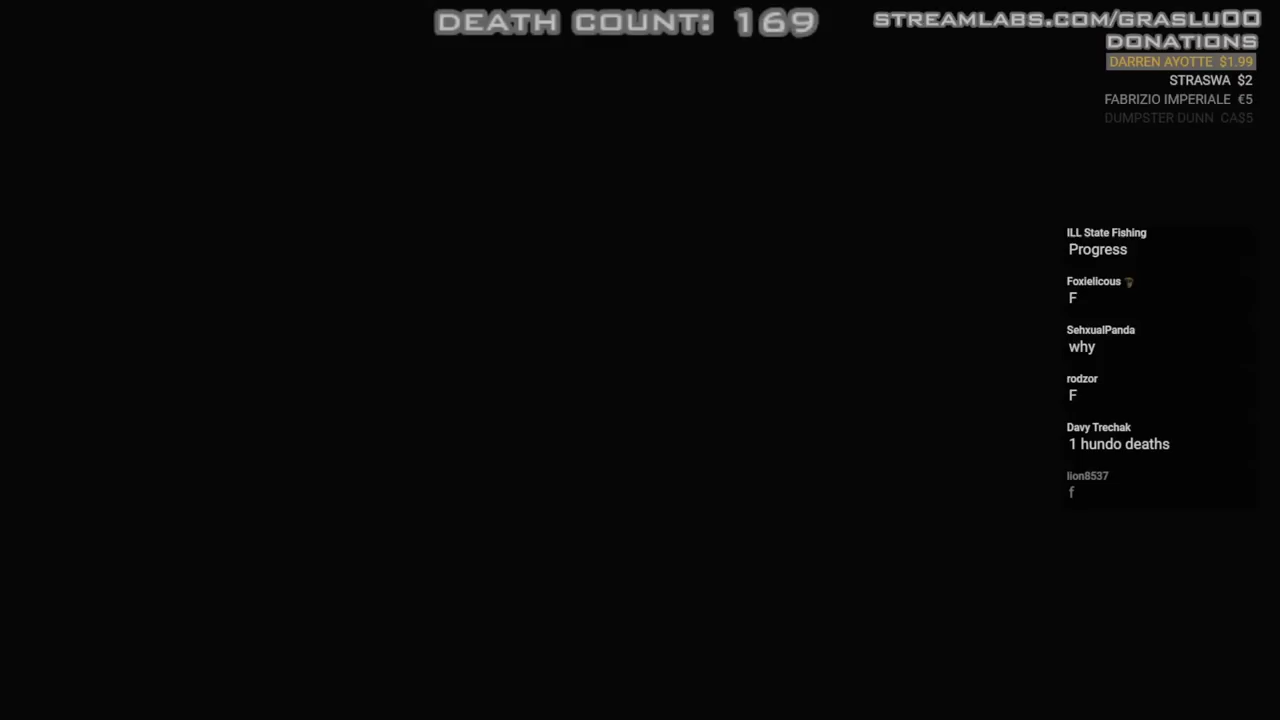 DEATH COUNT: 169
STREAMLABS.COM/GRASLU00
DONATIONS
DARREN AYOTTE $1.99
STRASWA $2
FABRIZIO IMPERIALE €5
DUMPSTER DUNN CA$5
ILL State Fishing
Progress
Foxielicous
F
SehxualPanda
why
rodzor
F
Davy Trechak
1 hundo deaths
lion8537
f